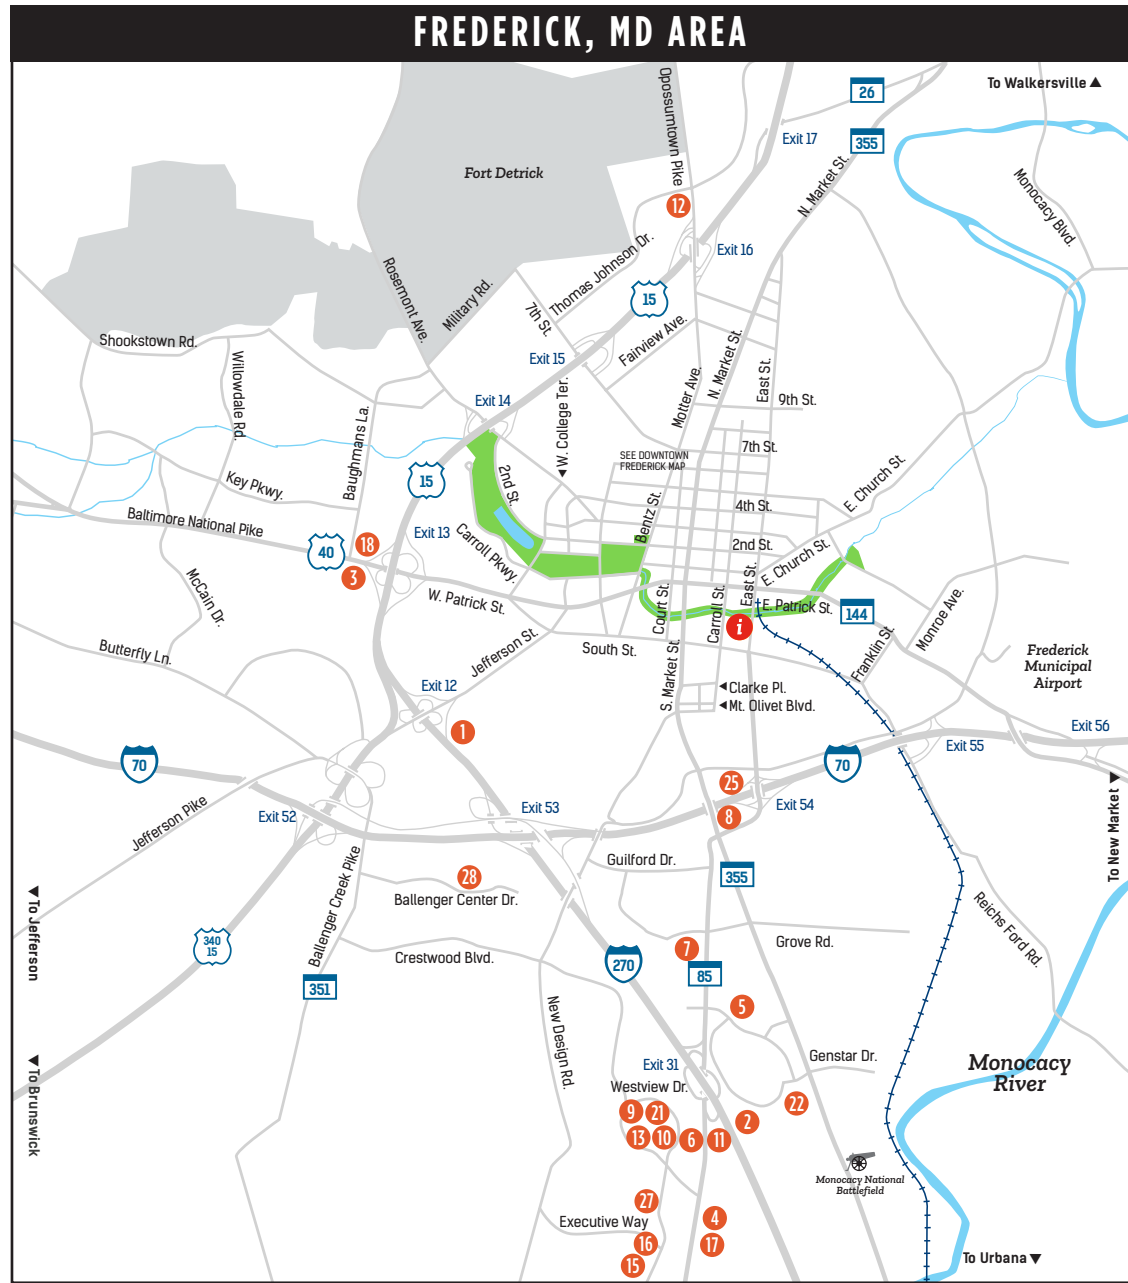 FREDERICK, MD AREA
To Walkersville ▲
26
355
Exit 17
Opossumtown Pike
Fort Detrick
N. Market St.
Monocacy Blvd.
12
Exit 16
Thomas Johnson Dr.
Rosemont Ave.
Military Rd.
15
7th St.
Fairview Ave.
Shookstown Rd.
Willowdale Rd.
Exit 15
N. Market St.
Motter Ave.
East St.
9th St.
Exit 14
W. College Ter.
Baughmans La.
7th St.
SEE DOWNTOWN
FREDERICK MAP
2nd St.
15
Key Pkwy.
E. Church St.
4th St.
Bentz St.
Baltimore National Pike
Exit 13
40
18
3
Carroll Pkwy.
2nd St.
E. Church St.
McCain Dr.
W. Patrick St.
Court St.
Carroll St.
East St.
E. Patrick St.
144
i
Monroe Ave.
Franklin St
Butterfly Ln.
Jefferson St.
South St.
Frederick
Municipal
Airport
Exit 12
S. Market St.
Clarke Pl.
Mt. Olivet Blvd.
1
Exit 56
Exit 55
70
70
25
Exit 54
8
To New Market
Jefferson Pike
Exit 52
Exit 53
Guilford Dr.
355
28
Ballenger Center Dr.
Ballenger Creek Pike
To Jefferson
Reichs Ford Rd.
340
15
Crestwood Blvd.
Grove Rd.
7
270
85
351
5
New Design Rd.
Genstar Dr.
Exit 31
Westview Dr.
Monocacy
River
To Brunswick
22
9
21
2
13
10
6
11
Monocacy National
Battlefield
27
4
Executive Way
16
17
15
To Urbana ▼